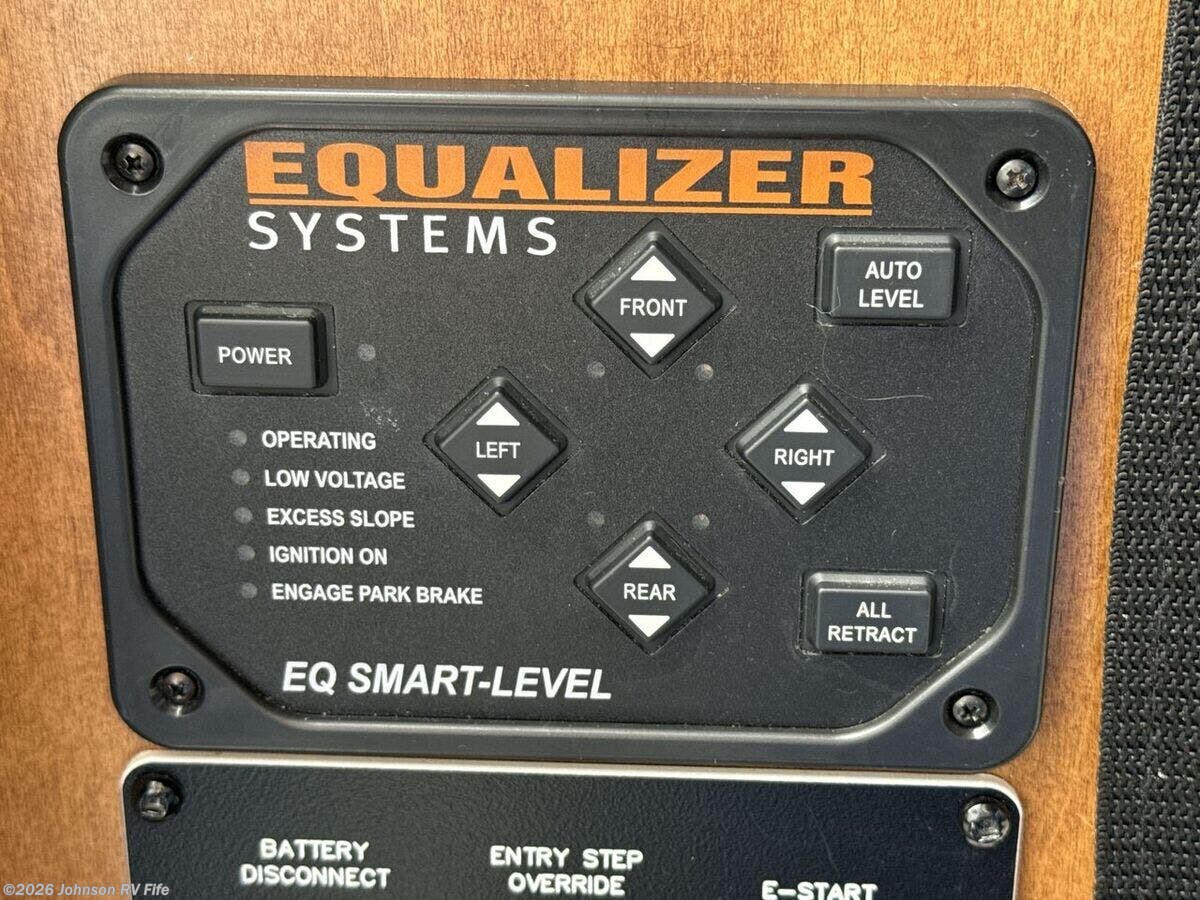 EQUALIZER
SYSTEMS
FRONT
AUTO
LEVEL
POWER
LEFT
RIGHT
OPERATING
LOW VOLTAGE
EXCESS SLOPE
IGNITION ON
ENGAGE PARK BRAKE
REAR
ALL
RETRACT
EQ SMART-LEVEL
BATTERY
DISCONNECT
ENTRY STEP
OVERRIDE
E-START
©2026 Johnson RV Fife